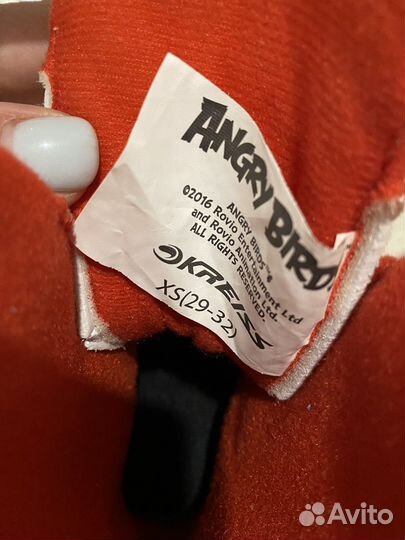 ANGRY BIRD
ANGRY BIRDS™&
©2016 Rovio Entertainment Ltd
and Rovio Animation Ltd.
ALL RIGHTS RESERVED.
KREISS
XS(29-32)
Avito